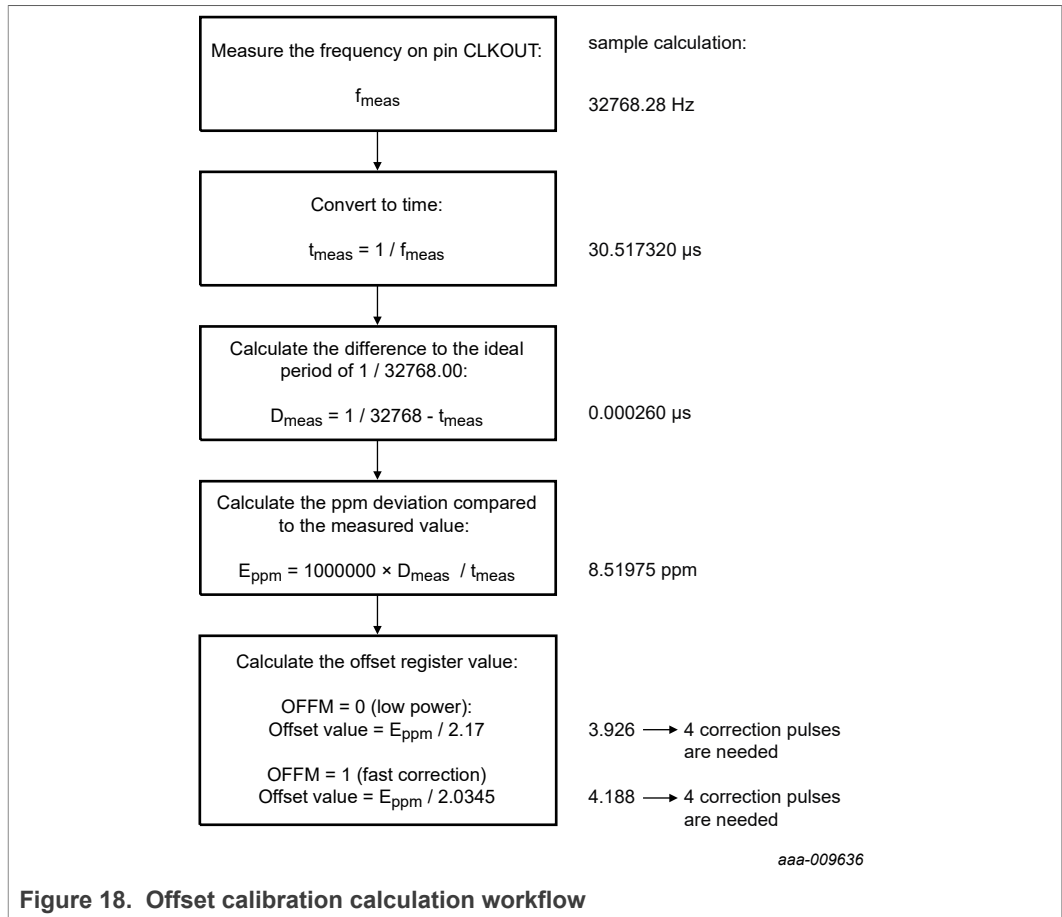 Measure the frequency on pin CLKOUT:
fmeas
sample calculation:
32768.28 Hz
Convert to time:
tmeas = 1 / fmeas
30.517320 µs
Calculate the difference to the ideal
period of 1 / 32768.00:
Dmeas = 1 / 32768 - tmeas
0.000260 µs
Calculate the ppm deviation compared
to the measured value:
Eppm = 1000000 × Dmeas / tmeas
8.51975 ppm
Calculate the offset register value:
OFFM = 0 (low power):
Offset value = Eppm / 2.17
3.926 → 4 correction pulses
are needed
OFFM = 1 (fast correction)
Offset value = Eppm / 2.0345
4.188 → 4 correction pulses
are needed
aaa-009636
Figure 18. Offset calibration calculation workflow